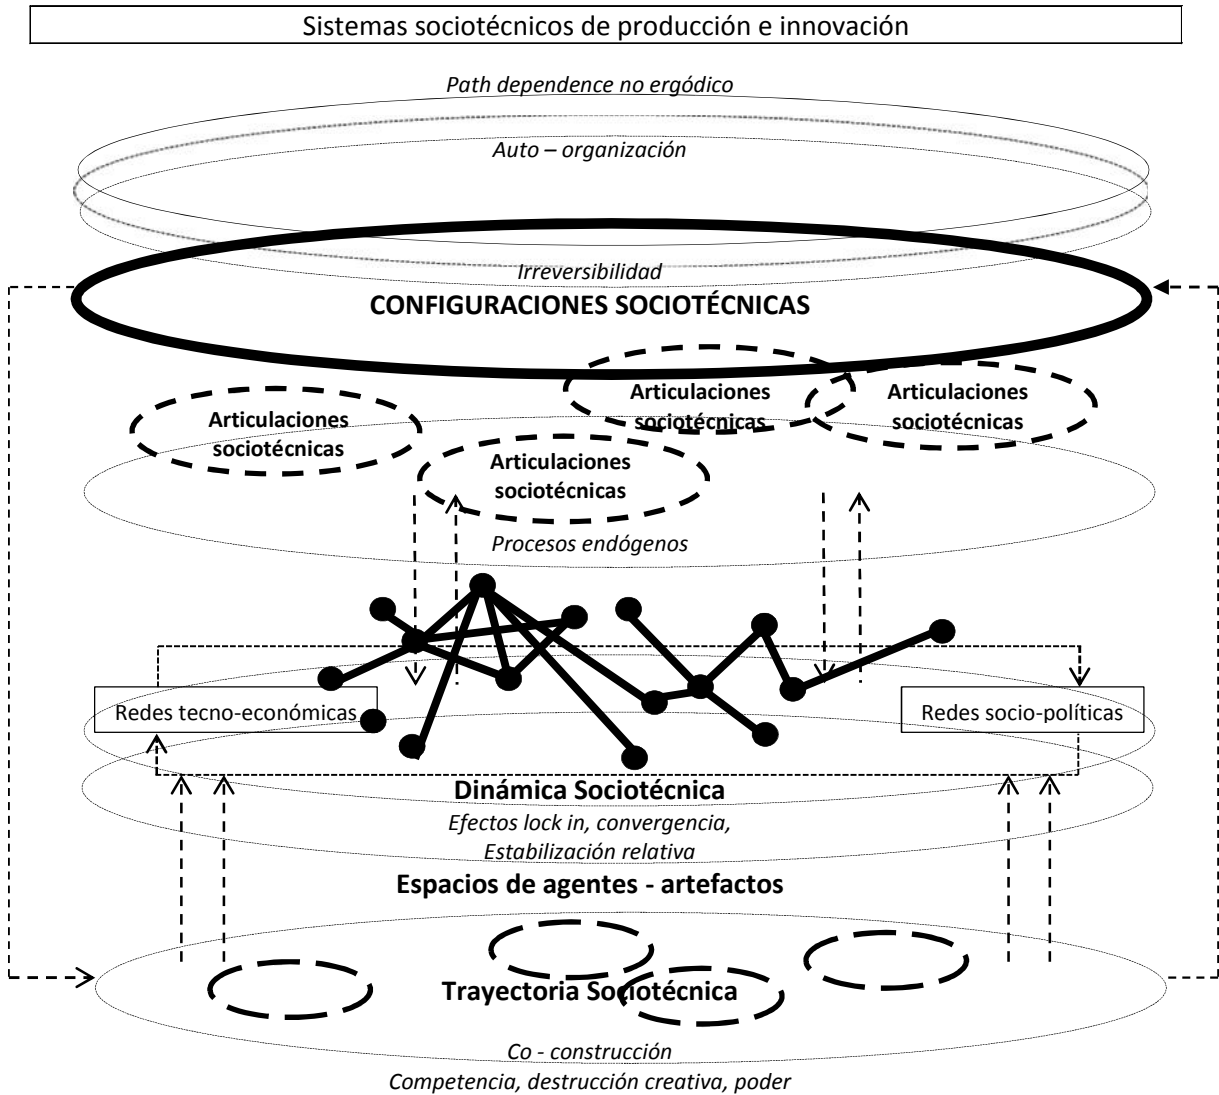 Sistemas sociotécnicos de producción e innovación
Path dependence no ergódico
Auto – organización
Irreversibilidad
CONFIGURACIONES SOCIOTÉCNICAS
Articulaciones
sociotécnicas
Articulaciones
sociotécnicas
Articulaciones
sociotécnicas
Articulaciones
sociotécnicas
Procesos endógenos
Redes tecno-económicas
Redes socio-políticas
Dinámica Sociotécnica
Efectos lock in, convergencia,
Estabilización relativa
Espacios de agentes - artefactos
Trayectoria Sociotécnica
Co - construcción
Competencia, destrucción creativa, poder